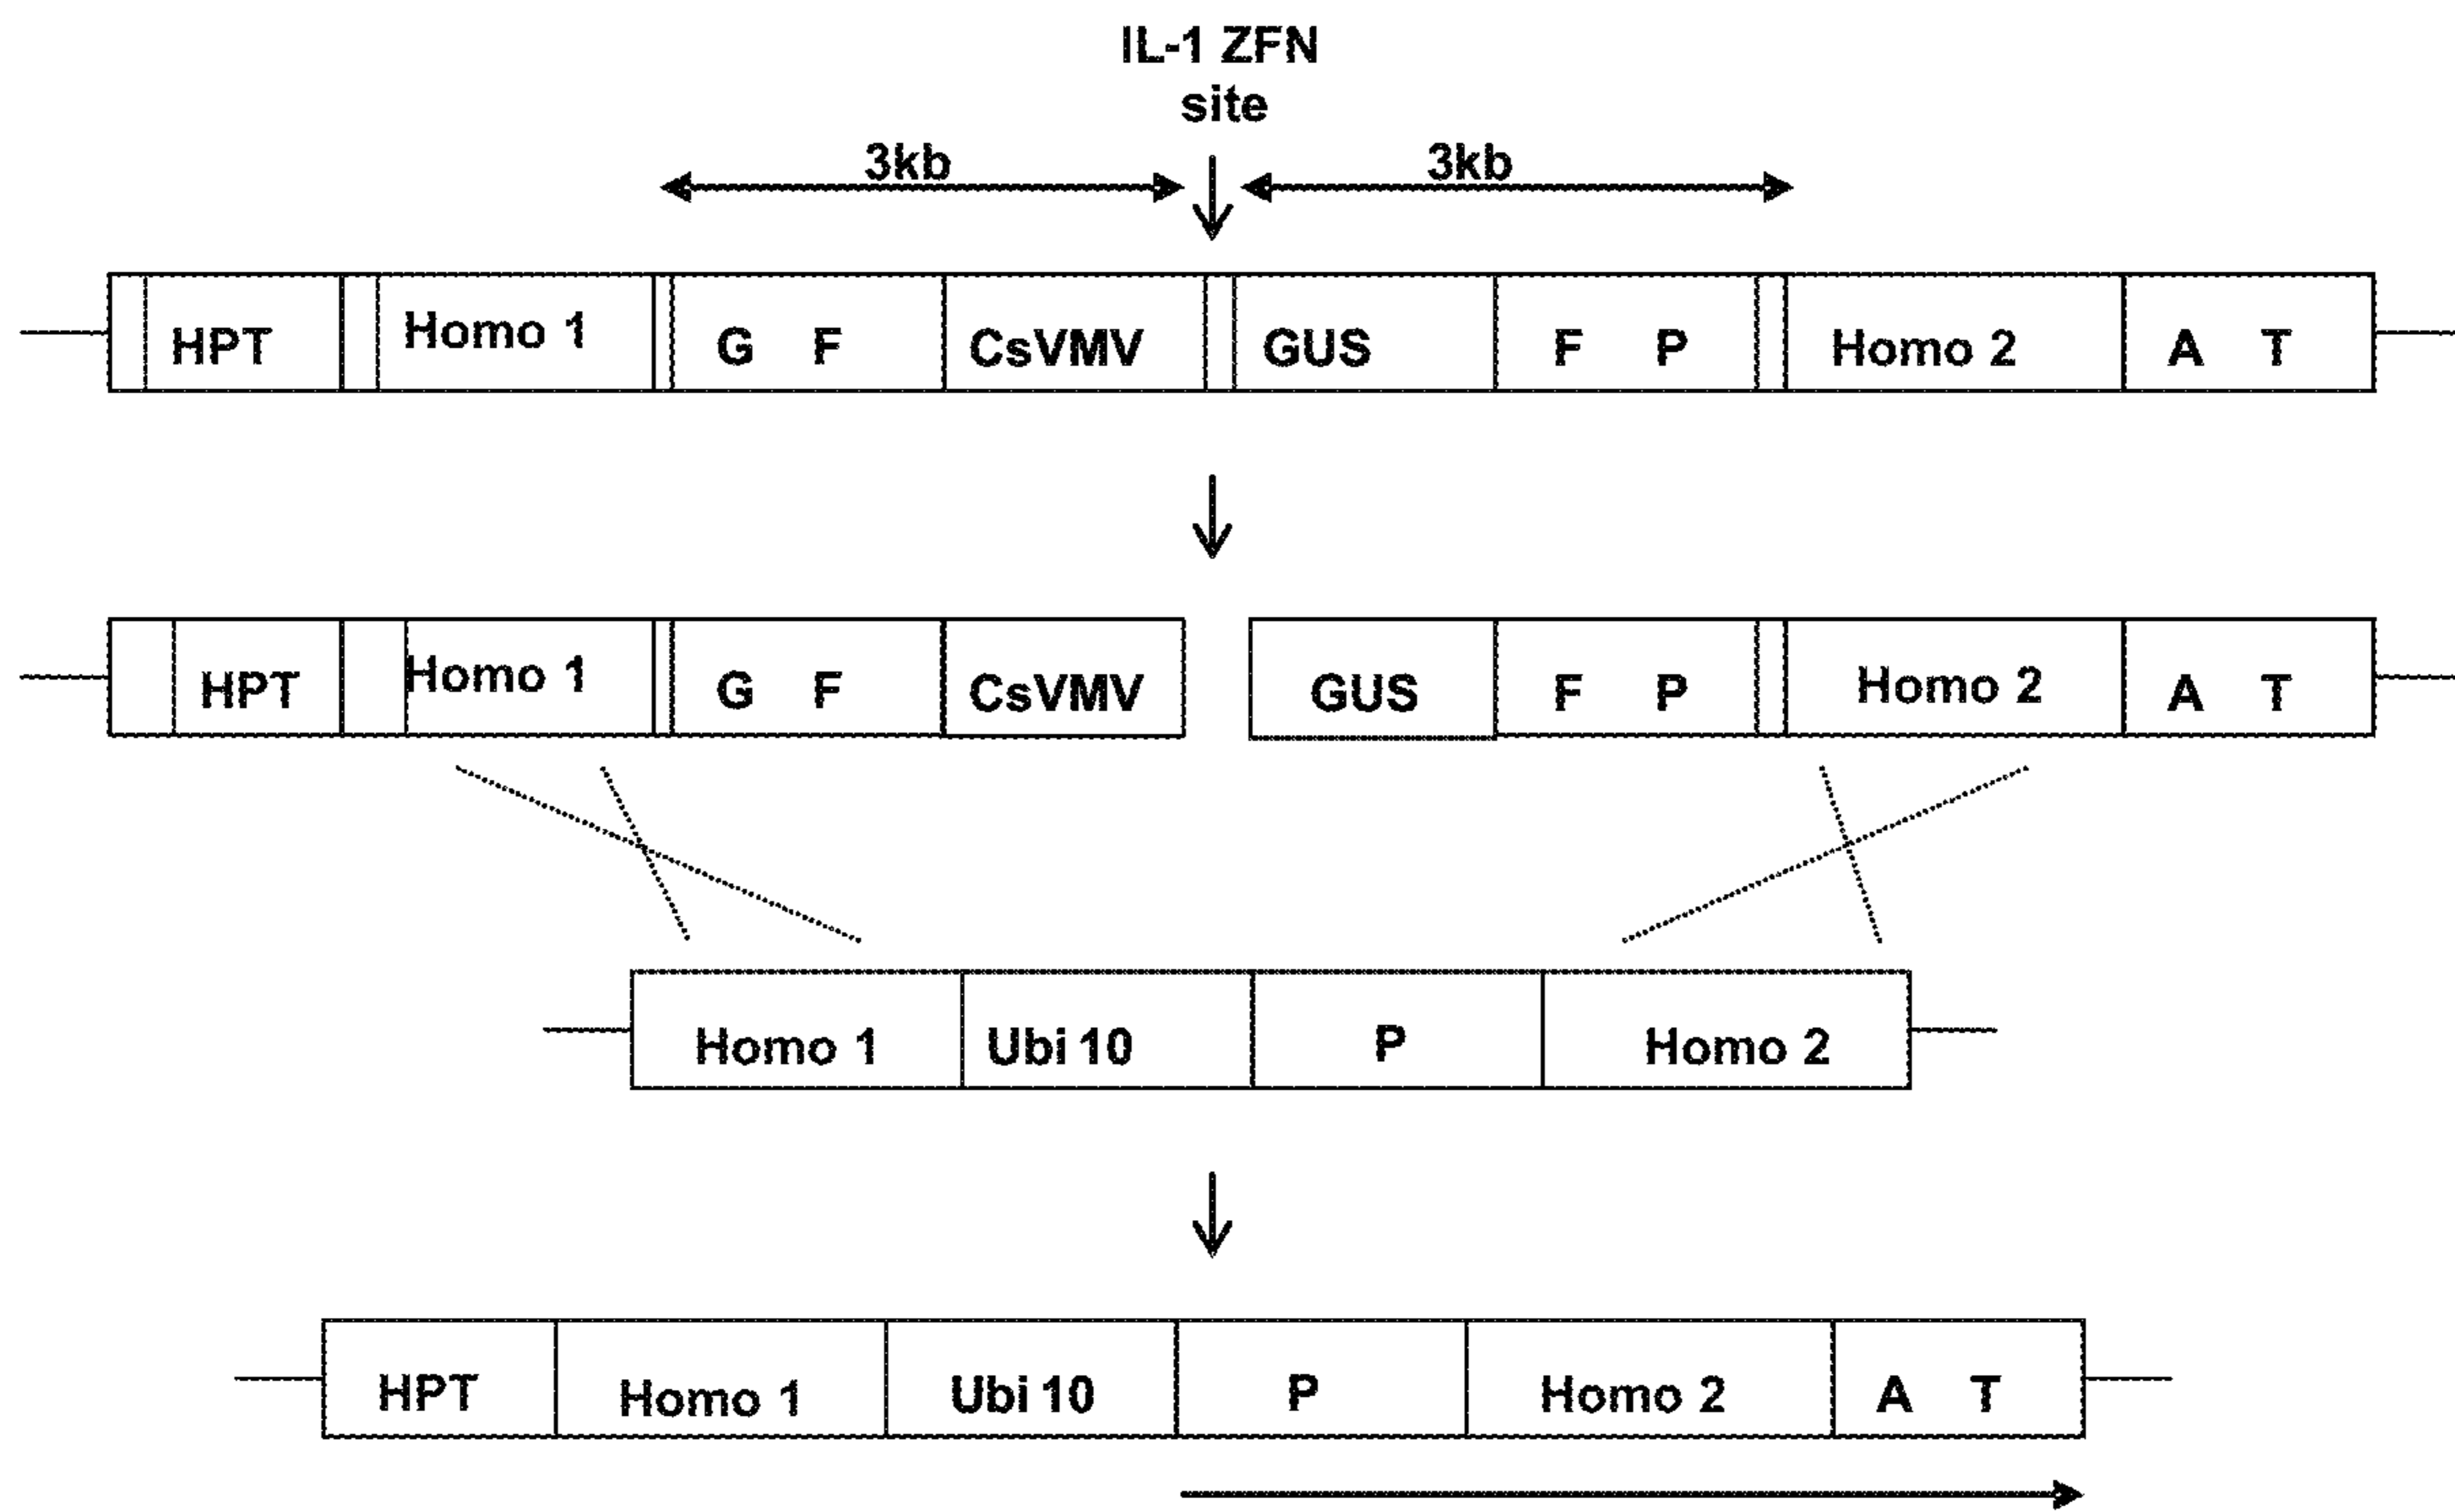 IL-1 ZFN
site
3kb 3kb
HPT Homo 1 G F CsVMV GUS F P Homo 2 A T
HPT Homo 1 G F CsVMV GUS F P Homo 2 A T
Homo 1 Ubi 10 P Homo 2
HPT Homo 1 Ubi 10 P Homo 2 A T